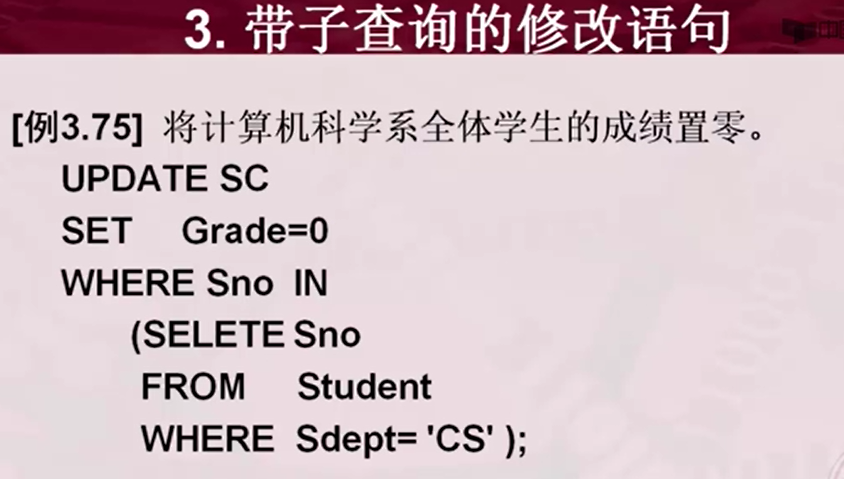 3. 带子查询的修改语句
[例3.75] 将计算机科学系全体学生的成绩置零。
UPDATE SC
SET Grade=0
WHERE Sno IN
(SELETE Sno
FROM Student
WHERE Sdept= 'CS' );